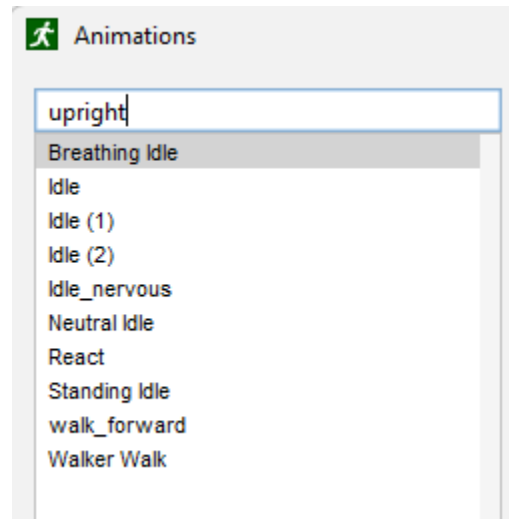 Animations
upright
Breathing Idle
Idle
Idle (1)
Idle (2)
Idle_nervous
Neutral Idle
React
Standing Idle
walk_forward
Walker Walk